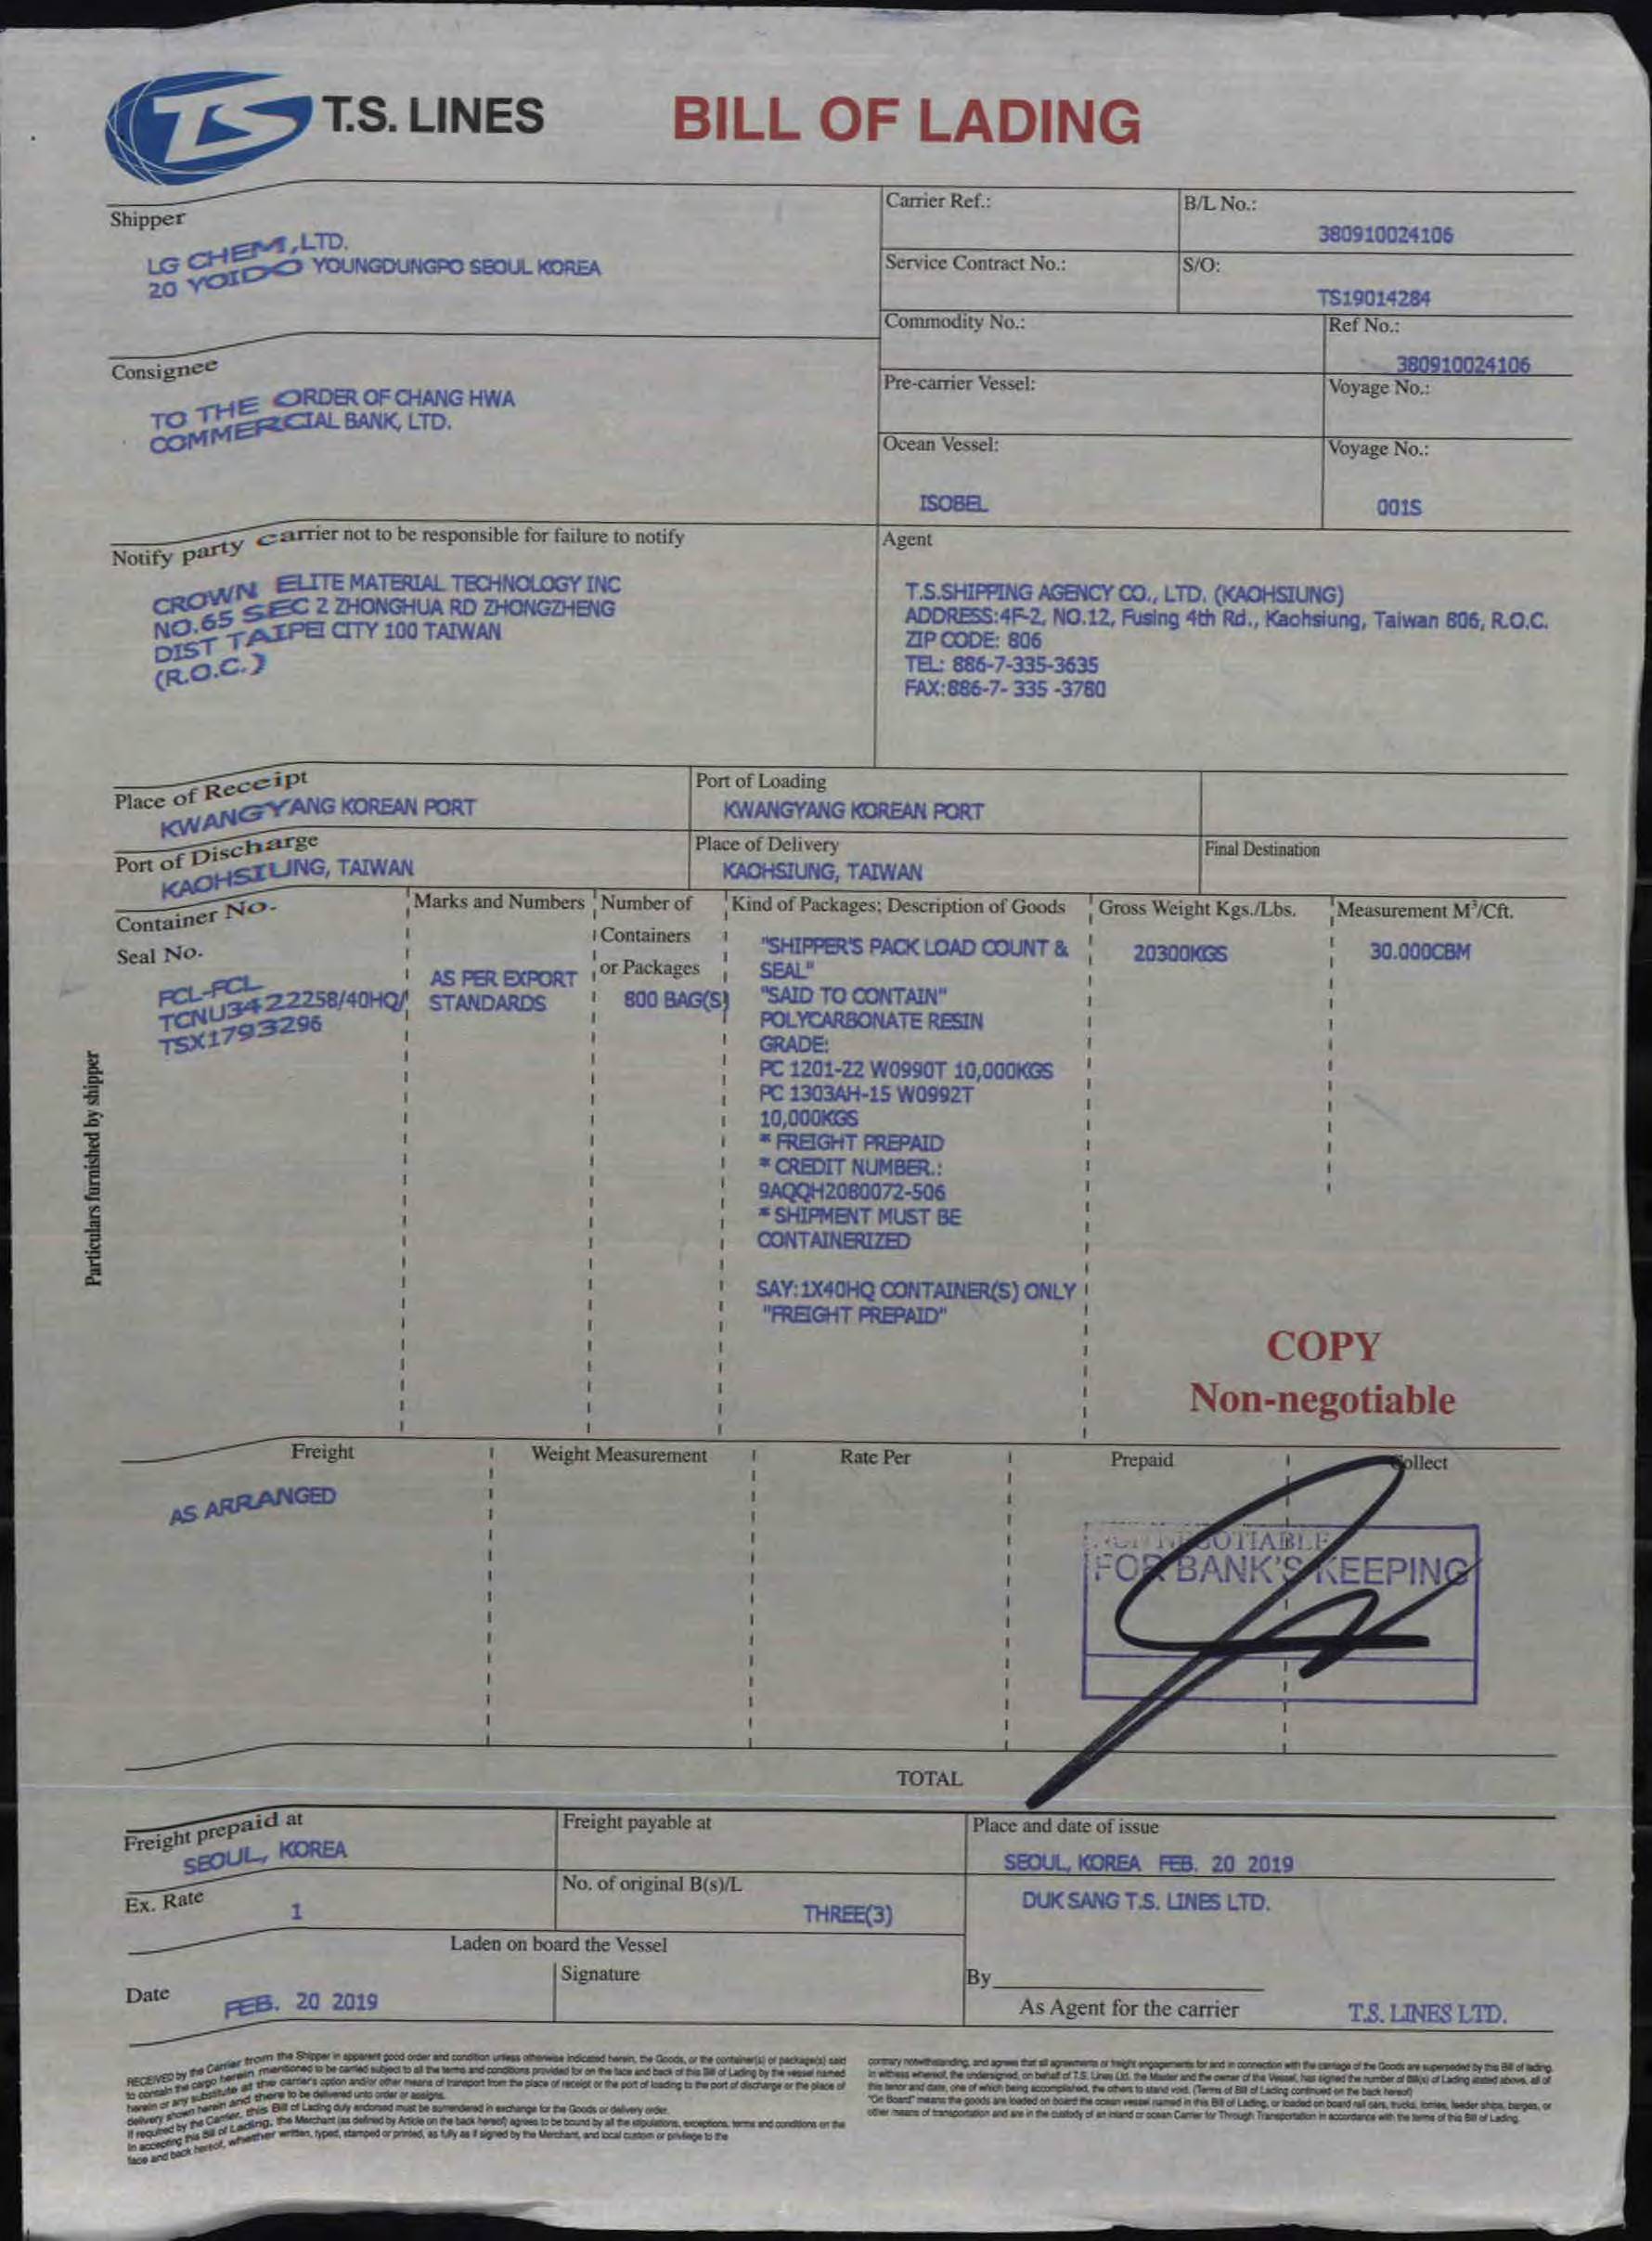 TS T.S. LINES
BILL OF LADING
Shipper
LG CHEM,LTD.
20 YOIDO YOUNGDUNGPO SEOUL KOREA
Carrier Ref.:
B/L No.:
380910024106
Service Contract No.:
S/O:
TS19014284
Commodity No.:
Ref No.:
380910024106
Consignee
TO THE ORDER OF CHANG HWA
COMMERCIAL BANK, LTD.
Pre-carrier Vessel:
Voyage No.:
Ocean Vessel:
Voyage No.:
ISOBEL
001S
Notify party carrier not to be responsible for failure to notify
CROWN ELITE MATERIAL TECHNOLOGY INC
NO.65 SEC 2 ZHONGHUA RD ZHONGZHENG
DIST TAIPEI CITY 100 TAIWAN
(R.O.C.)
Agent
T.S.SHIPPING AGENCY CO., LTD. (KAOHSIUNG)
ADDRESS:4F-2, NO.12, Fusing 4th Rd., Kaohsiung, Taiwan 806, R.O.C.
ZIP CODE: 806
TEL: 886-7-335-3635
FAX:886-7- 335 -3780
Place of Receipt
KWANGYANG KOREAN PORT
Port of Loading
KWANGYANG KOREAN PORT
Port of Discharge
KAOHSIUNG, TAIWAN
Place of Delivery
KAOHSIUNG, TAIWAN
Final Destination
Container No.
Seal No.
Marks and Numbers
Number of
Containers
or Packages
Kind of Packages; Description of Goods
Gross Weight Kgs./Lbs.
Measurement M³/Cft.
FCL-FCL
TCNU3422258/40HQ/
TSX1793296
AS PER EXPORT
STANDARDS
800 BAG(S)
"SHIPPER'S PACK LOAD COUNT &
SEAL"
"SAID TO CONTAIN"
POLYCARBONATE RESIN
GRADE:
PC 1201-22 W0990T 10,000KGS
PC 1303AH-15 W0992T
10,000KGS
* FREIGHT PREPAID
* CREDIT NUMBER.:
9AQQH2080072-506
* SHIPMENT MUST BE
CONTAINERIZED
SAY:1X40HQ CONTAINER(S) ONLY
"FREIGHT PREPAID"
20300KGS
30.000CBM
Particulars furnished by shipper
COPY
Non-negotiable
Freight
Weight Measurement
Rate Per
Prepaid
Collect
AS ARRANGED
NON NEGOTIABLE
FOR BANK'S KEEPING
TOTAL
Freight prepaid at
SEOUL, KOREA
Freight payable at
Place and date of issue
SEOUL, KOREA FEB. 20 2019
Ex. Rate
1
No. of original B(s)/L
THREE(3)
DUK SANG T.S. LINES LTD.
Laden on board the Vessel
Date
FEB. 20 2019
Signature
By
As Agent for the carrier
T.S. LINES LTD.
RECEIVED by the Carrier from the Shipper in apparent good order and condition unless otherwise indicated herein, the Goods, or the container(s) or package(s) said
to contain the cargo herein mentioned to be carried subject to all the terms and conditions provided for on the face and back of this Bill of Lading by the vessel named
herein or any substitute at the carrier's option and/or other means of transport from the place of receipt or the port of loading to the port of discharge or the place of
delivery shown herein and there to be delivered unto order or assigns.
If required by the Carrier, this Bill of Lading duly endorsed must be surrendered in exchange for the Goods or delivery order.
In accepting this Bill of Lading, the Merchant (as defined by Article on the back hereof) agrees to be bound by all the stipulations, exceptions, terms and conditions on the
face and back hereof, whether written, typed, stamped or printed, as fully as if signed by the Merchant, and local custom or privilege to the
contrary notwithstanding, and agrees that all agreements or freight engagements for and in connection with the carriage of the Goods are superseded by this Bill of lading.
In witness whereof, the undersigned, on behalf of T.S. Lines Ltd. the Master and the owner of the Vessel, has signed the number of Bill(s) of Lading stated above, all of
this tenor and date, one of which being accomplished, the others to stand void. (Terms of Bill of Lading continued on the back hereof)
"On Board" means the goods are loaded on board the ocean vessel named in this Bill of Lading, or loaded on board rail cars, trucks, lorries, feeder ships, barges, or
other means of transportation and are in the custody of an inland or ocean Carrier for Through Transportation in accordance with the terms of this Bill of Lading.